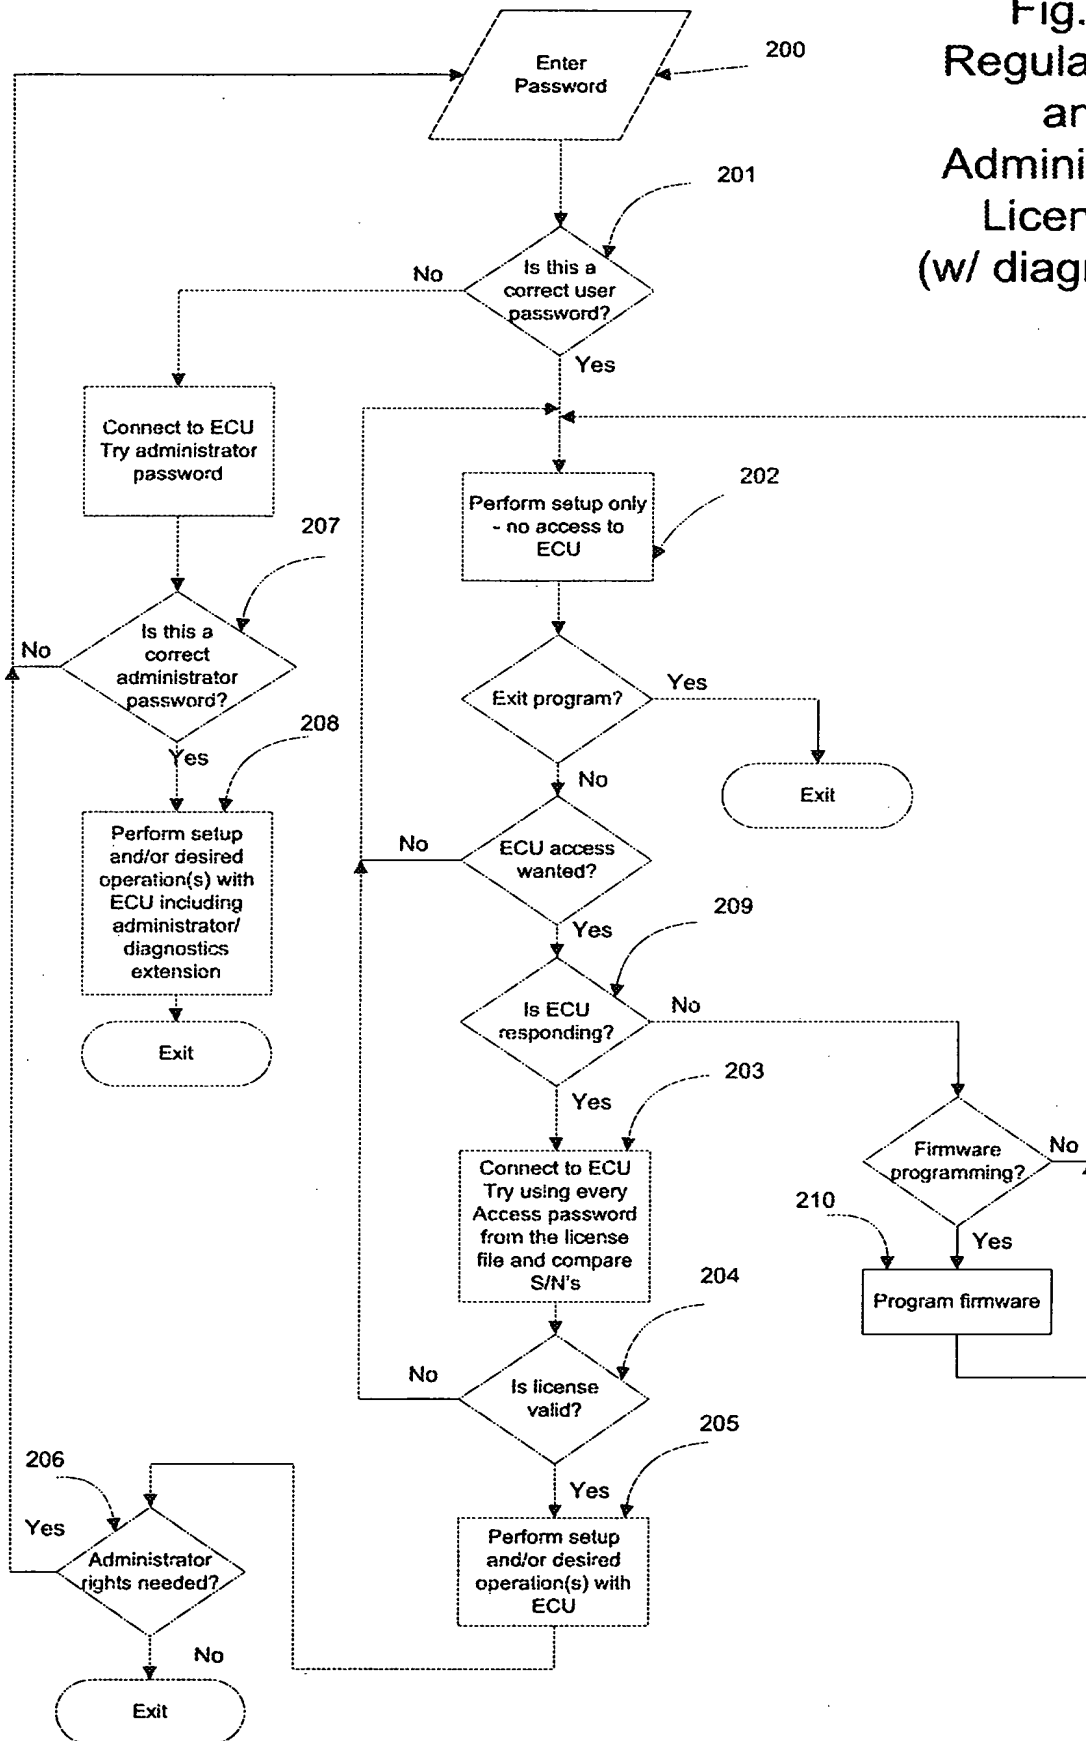 Fig.
Enter
Password
200
Regula
an
Admini
Licen
(w/ diagn
201
Is this a
correct user
password?
No
Yes
Connect to ECU
Try administrator
password
202
Perform setup only
- no access to
ECU
207
Is this a
correct
administrator
password?
No
Yes
Exit program?
Yes
No
Exit
208
Perform setup
and/or desired
operation(s) with
ECU including
administrator/
diagnostics
extension
Exit
ECU access
wanted?
No
Yes
209
Is ECU
responding?
No
Yes
203
Connect to ECU
Try using every
Access password
from the license
file and compare
S/N's
Firmware
programming?
No
Yes
210
Program firmware
204
Is license
valid?
No
Yes
205
Perform setup
and/or desired
operation(s) with
ECU
206
Yes
Administrator
rights needed?
No
Exit